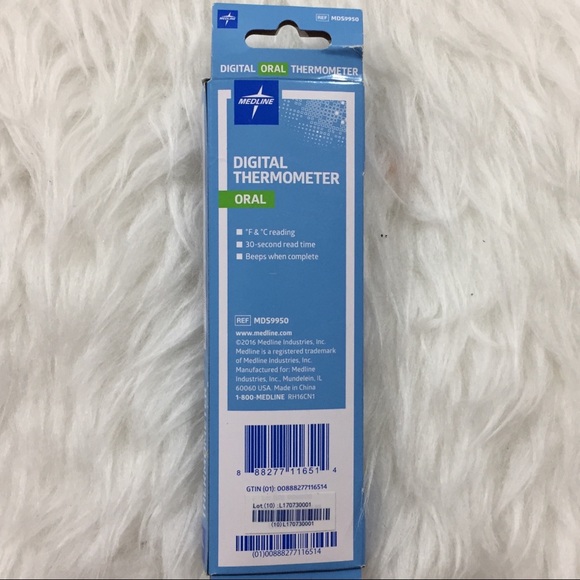 REF MDS9950
DIGITAL ORAL THERMOMETER
MEDLINE
DIGITAL
THERMOMETER
ORAL
°F & °C reading
30-second read time
Beeps when complete
REF MDS9950
www.medline.com
©2016 Medline Industries, Inc.
Medline is a registered trademark
of Medline Industries, Inc.
Manufactured for: Medline
Industries, Inc., Mundelein, IL
60060 USA. Made in China
1-800-MEDLINE RH16CN1
8 88277 11651 4
GTIN (01): 00888277116514
Lot (10) :L170730001
(10)L170730001
(01)00888277116514